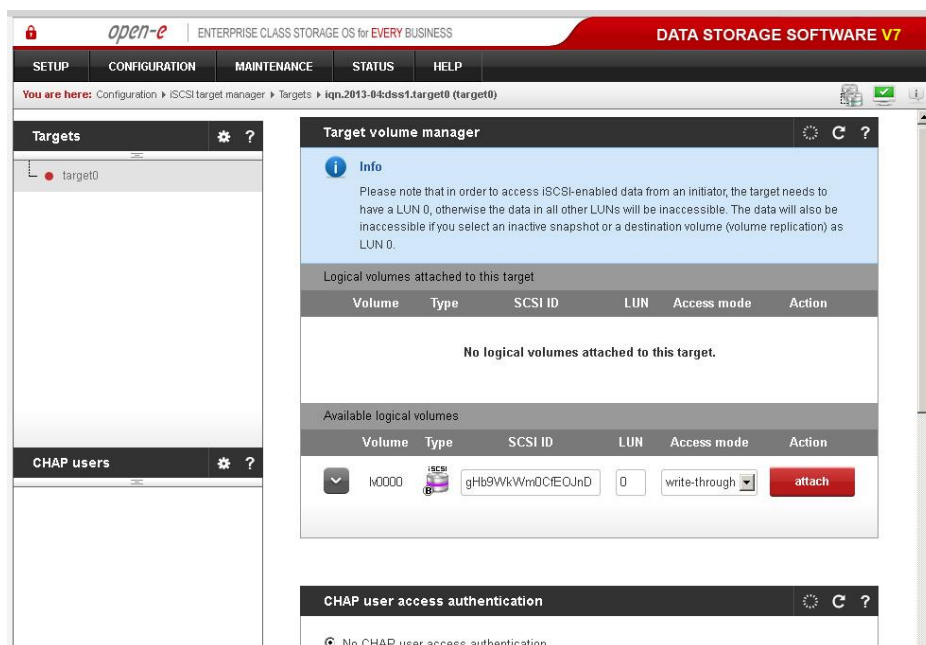 open-e ENTERPRISE CLASS STORAGE OS for EVERY BUSINESS DATA STORAGE SOFTWARE V7
SETUP CONFIGURATION MAINTENANCE STATUS HELP
You are here: Configuration ▸ iSCSI target manager ▸ Targets ▸ iqn.2013-04:dss1.target0 (target0)
Targets ?
target0
CHAP users ?
Target volume manager ?
Info
Please note that in order to access iSCSI-enabled data from an initiator, the target needs to
have a LUN 0, otherwise the data in all other LUNs will be inaccessible. The data will also be
inaccessible if you select an inactive snapshot or a destination volume (volume replication) as
LUN 0.
Logical volumes attached to this target
Volume Type SCSI ID LUN Access mode Action
No logical volumes attached to this target.
Available logical volumes
Volume Type SCSI ID LUN Access mode Action
lv0000 iSCSI B gHb9WkWm0CfEOJnD 0 write-through attach
CHAP user access authentication ?
No CHAP user access authentication